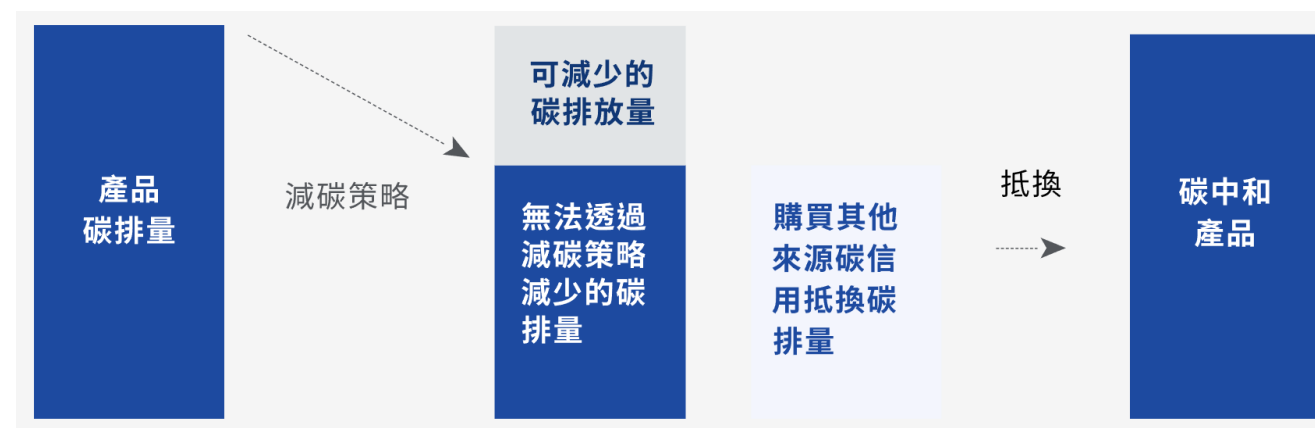 產品
碳排量
減碳策略
可減少的
碳排放量
無法透過
減碳策略
減少的碳
排量
購買其他
來源碳信
用抵換碳
排量
抵換
碳中和
產品